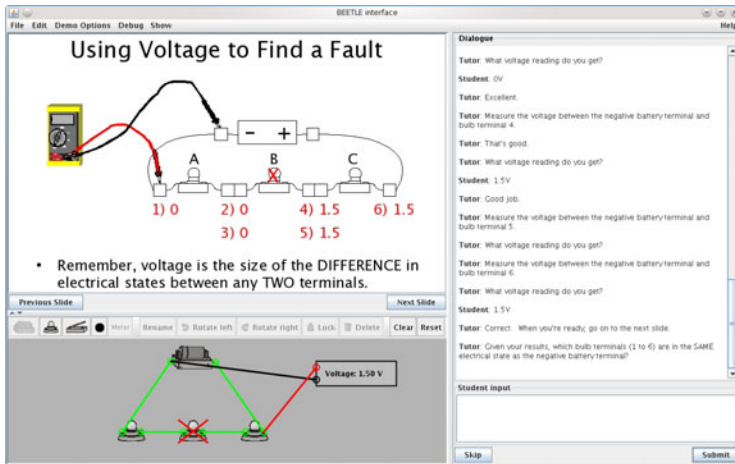 BEETLE interface
File Edit Demo Options Debug Show
Help
Using Voltage to Find a Fault
- +
A B C
1) 0 2) 0 4) 1.5 6) 1.5
3) 0 5) 1.5
• Remember, voltage is the size of the DIFFERENCE in
electrical states between any TWO terminals.
Previous Slide
Next Slide
Meter Rename Rotate left Rotate right Lock Delete Clear Reset
Voltage: 1.50 V
Dialogue
Tutor: What voltage reading do you get?
Student: 0V
Tutor: Excellent.
Tutor: Measure the voltage between the negative battery terminal and
bulb terminal 4.
Tutor: That's good.
Tutor: What voltage reading do you get?
Student: 1.5V
Tutor: Good job.
Tutor: Measure the voltage between the negative battery terminal and
bulb terminal 5.
Tutor: What voltage reading do you get?
Tutor: Measure the voltage between the negative battery terminal and
bulb terminal 6.
Tutor: What voltage reading do you get?
Student: 1.5V
Tutor: Correct. When you're ready, go on to the next slide.
Tutor: Given your results, which bulb terminals (1 to 6) are in the SAME
electrical state as the negative battery terminal?
Student input
Skip
Submit